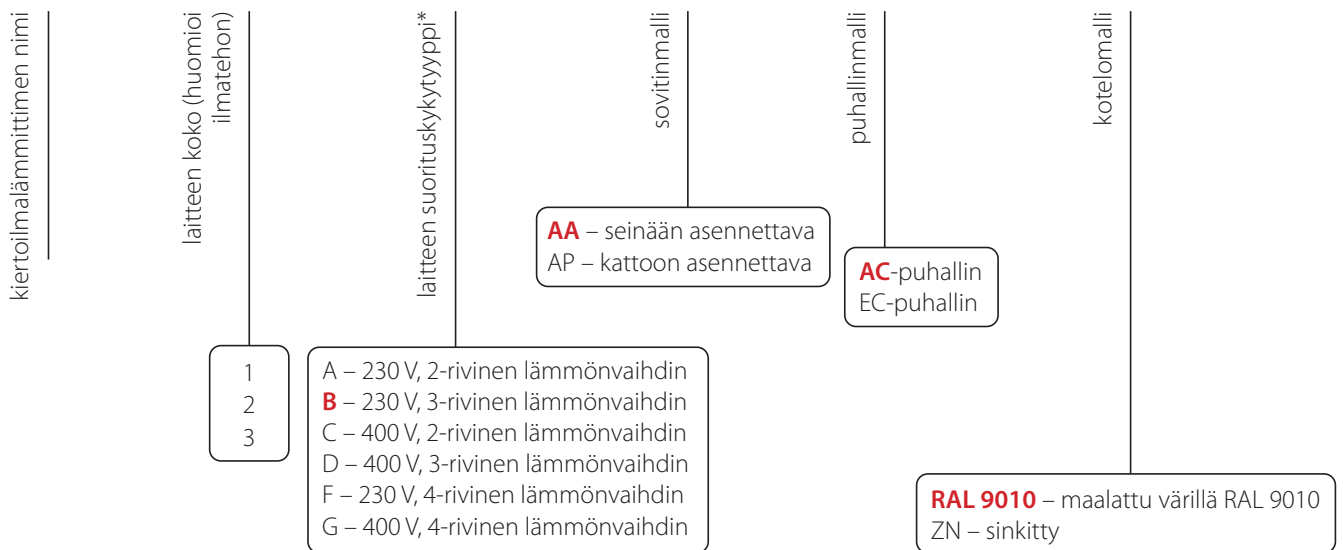 kiertoilmalämmittimen nimi
laitteen koko (huomioi
ilmatehon)
laitteen suorituskykytyyppi*
sovitinmalli
puhallinmalli
kotelomalli
AA – seinään asennettava
AP – kattoon asennettava
AC-puhallin
EC-puhallin
1
2
3
A – 230 V, 2-rivinen lämmönvaihdin
B – 230 V, 3-rivinen lämmönvaihdin
C – 400 V, 2-rivinen lämmönvaihdin
D – 400 V, 3-rivinen lämmönvaihdin
F – 230 V, 4-rivinen lämmönvaihdin
G – 400 V, 4-rivinen lämmönvaihdin
RAL 9010 – maalattu värillä RAL 9010
ZN – sinkitty